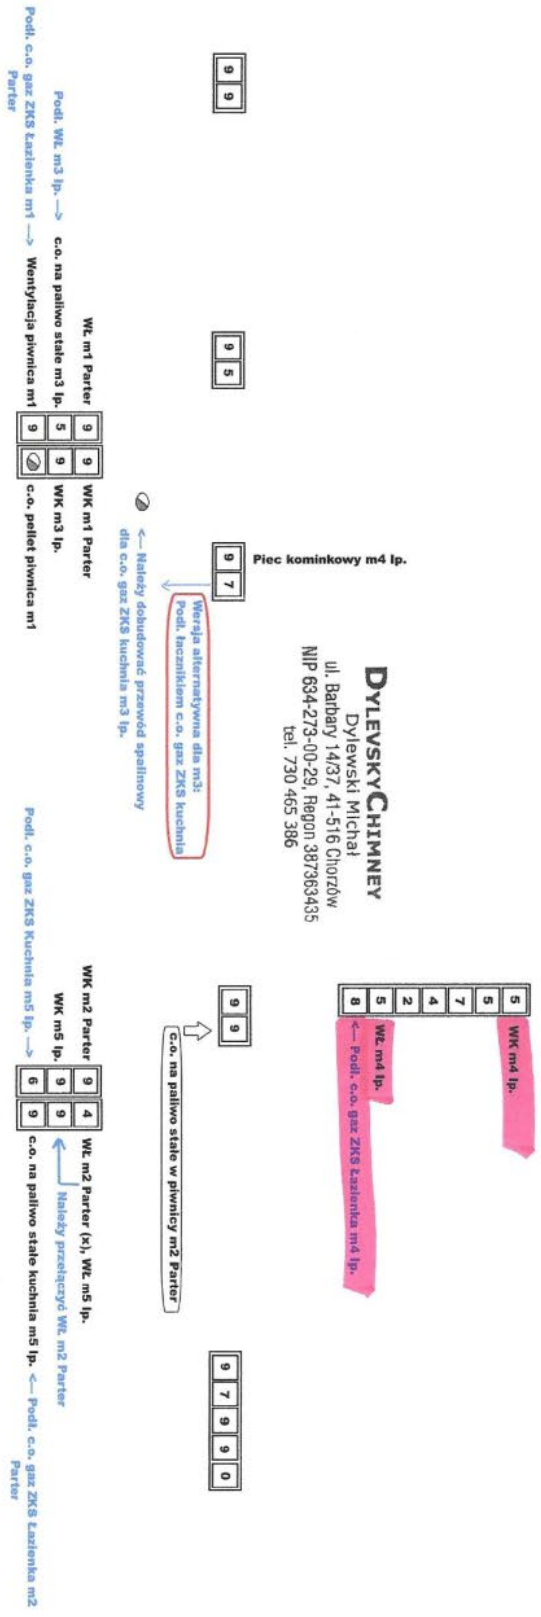 5 WK m4 Ip.
5
7
4
2
5 WŁ m4 Ip.
8 <— Podł. c.o. gaz ZKS Łazienka m4 Ip.
DYLEVSKYCHIMNEY
Dylewski Michał
ul. Barbary 14/37, 41-516 Chorzów
NIP 634-273-00-29, Regon 387363435
tel. 730 465 386
Piec kominkowy m4 Ip.
9 9
9 5
9 7
9 9
9 7 9 9 0
Wersja alternatywna dla m3:
Podł. łacznikiem c.o. gaz ZKS kuchnia
c.o. na paliwo stałe w piwnicy m2 Parter
<— Należy dobudować przewód spalinowy
dla c.o. gaz ZKS kuchnia m3 Ip.
WŁ m1 Parter 9 9 WK m1 Parter
Podł. WŁ m3 Ip. —> c.o. na paliwo stałe m3 Ip. 5 9 WK m3 Ip.
Podł. c.o. gaz ZKS Łazienka m1 —> Wentylacja piwnica m1 9 c.o. pellet piwnica m1
Parter
WK m2 Parter 9 4 WŁ m2 Parter (x), WŁ m5 Ip.
WK m5 Ip. 9 9 Należy przełączyć WŁ m2 Parter
Podł. c.o. gaz ZKS Kuchnia m5 Ip. —> 6 9 c.o. na paliwo stałe kuchnia m5 Ip. <— Podł. c.o. gaz ZKS Łazienka m2
Parter